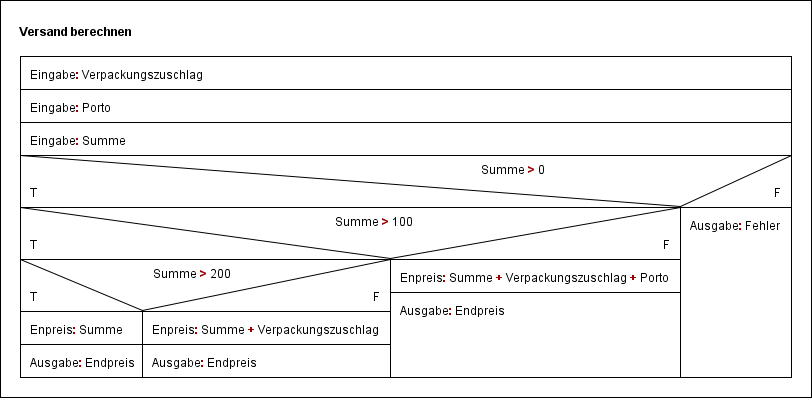 Versand berechnen
Eingabe: Verpackungszuschlag
Eingabe: Porto
Eingabe: Summe
Summe > 0
T
F
Summe > 100
T
F
Ausgabe: Fehler
Summe > 200
T
F
Enpreis: Summe + Verpackungszuschlag + Porto
Ausgabe: Endpreis
Enpreis: Summe
Enpreis: Summe + Verpackungszuschlag
Ausgabe: Endpreis
Ausgabe: Endpreis